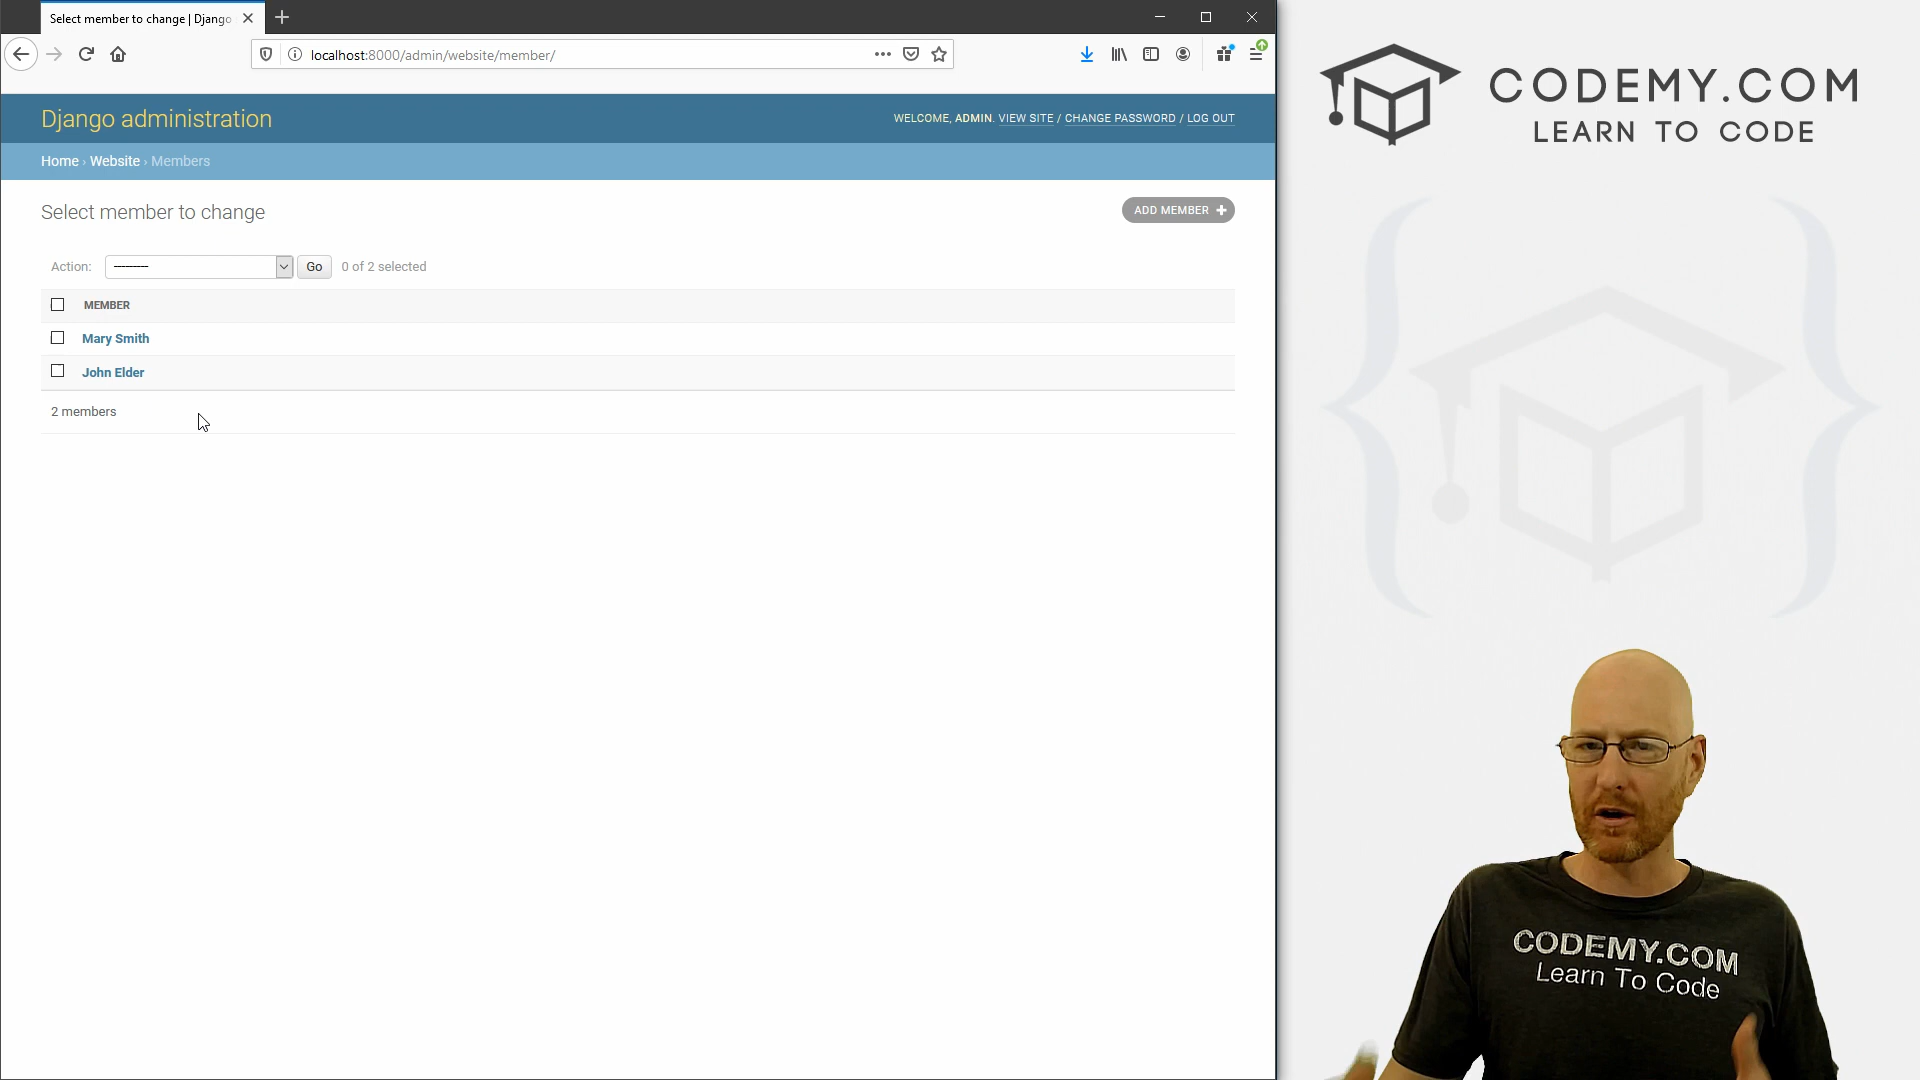 Select member to change | Django
localhost:8000/admin/website/member/
Django administration
WELCOME, ADMIN. VIEW SITE / CHANGE PASSWORD / LOG OUT
Home › Website › Members
Select member to change
ADD MEMBER +
Action: --------- Go 0 of 2 selected
MEMBER
Mary Smith
John Elder
2 members
CODEMY.COM
LEARN TO CODE
CODEMY.COM
Learn To Code